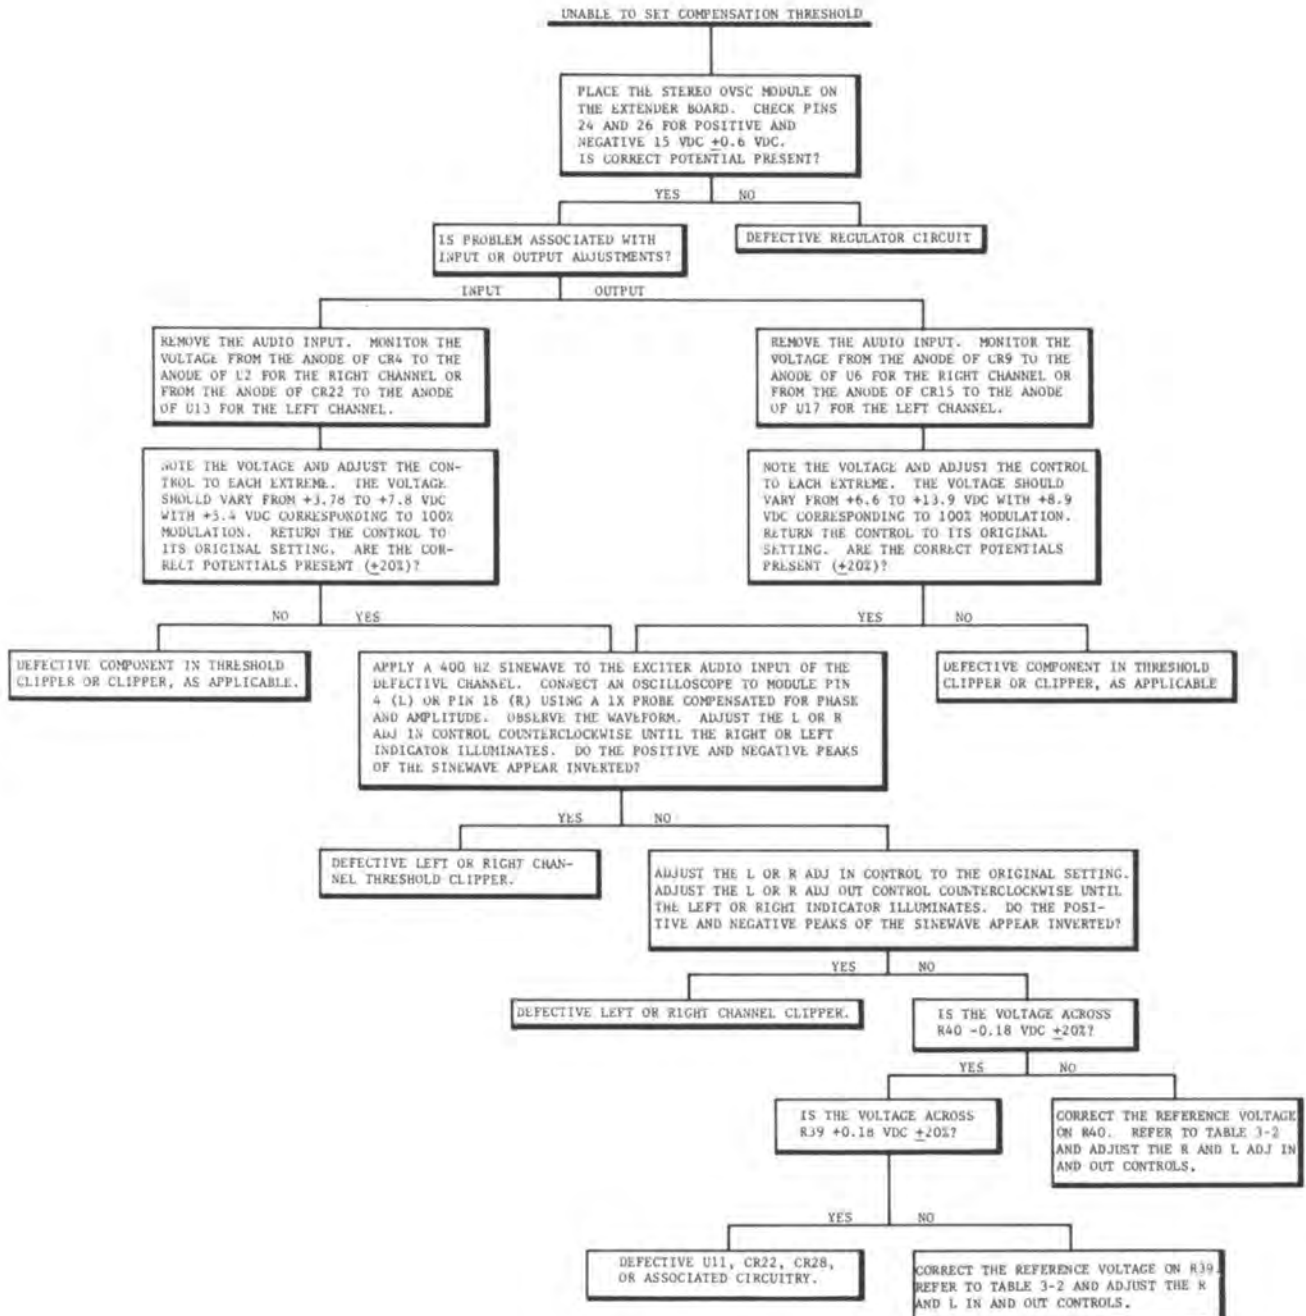 UNABLE TO SET COMPENSATION THRESHOLD
PLACE THE STEREO OVSC MODULE ON
THE EXTENDER BOARD. CHECK PINS
24 AND 26 FOR POSITIVE AND
NEGATIVE 15 VDC ±0.6 VDC.
IS CORRECT POTENTIAL PRESENT?
YES NO
IS PROBLEM ASSOCIATED WITH
INPUT OR OUTPUT ADJUSTMENTS?
DEFECTIVE REGULATOR CIRCUIT
INPUT OUTPUT
REMOVE THE AUDIO INPUT. MONITOR THE
VOLTAGE FROM THE ANODE OF CR4 TO THE
ANODE OF U2 FOR THE RIGHT CHANNEL OR
FROM THE ANODE OF CR22 TO THE ANODE
OF U13 FOR THE LEFT CHANNEL.
REMOVE THE AUDIO INPUT. MONITOR THE
VOLTAGE FROM THE ANODE OF CR9 TO THE
ANODE OF U6 FOR THE RIGHT CHANNEL OR
FROM THE ANODE OF CR15 TO THE ANODE
OF U17 FOR THE LEFT CHANNEL.
NOTE THE VOLTAGE AND ADJUST THE CON-
TROL TO EACH EXTREME. THE VOLTAGE
SHOULD VARY FROM +3.78 TO +7.8 VDC
WITH +5.4 VDC CORRESPONDING TO 100%
MODULATION. RETURN THE CONTROL TO
ITS ORIGINAL SETTING. ARE THE COR-
RECT POTENTIALS PRESENT (±20%)?
NOTE THE VOLTAGE AND ADJUST THE CONTROL
TO EACH EXTREME. THE VOLTAGE SHOULD
VARY FROM +6.6 TO +13.9 VDC WITH +8.9
VDC CORRESPONDING TO 100% MODULATION.
RETURN THE CONTROL TO ITS ORIGINAL
SETTING. ARE THE CORRECT POTENTIALS
PRESENT (±20%)?
NO YES
YES NO
DEFECTIVE COMPONENT IN THRESHOLD
CLIPPER OR CLIPPER, AS APPLICABLE.
APPLY A 400 HZ SINEWAVE TO THE EXCITER AUDIO INPUT OF THE
DEFECTIVE CHANNEL. CONNECT AN OSCILLOSCOPE TO MODULE PIN
4 (L) OR PIN 18 (R) USING A 1X PROBE COMPENSATED FOR PHASE
AND AMPLITUDE. OBSERVE THE WAVEFORM. ADJUST THE L OR R
ADJ IN CONTROL COUNTERCLOCKWISE UNTIL THE RIGHT OR LEFT
INDICATOR ILLUMINATES. DO THE POSITIVE AND NEGATIVE PEAKS
OF THE SINEWAVE APPEAR INVERTED?
DEFECTIVE COMPONENT IN THRESHOLD
CLIPPER OR CLIPPER, AS APPLICABLE
YES NO
DEFECTIVE LEFT OR RIGHT CHAN-
NEL THRESHOLD CLIPPER.
ADJUST THE L OR R ADJ IN CONTROL TO THE ORIGINAL SETTING.
ADJUST THE L OR R ADJ OUT CONTROL COUNTERCLOCKWISE UNTIL
THE LEFT OR RIGHT INDICATOR ILLUMINATES. DO THE POSI-
TIVE AND NEGATIVE PEAKS OF THE SINEWAVE APPEAR INVERTED?
YES NO
DEFECTIVE LEFT OR RIGHT CHANNEL CLIPPER.
IS THE VOLTAGE ACROSS
R40 -0.18 VDC ±20%?
YES NO
IS THE VOLTAGE ACROSS
R39 +0.18 VDC ±20%?
CORRECT THE REFERENCE VOLTAGE
ON R40. REFER TO TABLE 3-2
AND ADJUST THE R AND L ADJ IN
AND OUT CONTROLS.
YES NO
DEFECTIVE U11, CR22, CR28,
OR ASSOCIATED CIRCUITRY.
CORRECT THE REFERENCE VOLTAGE ON R39.
REFER TO TABLE 3-2 AND ADJUST THE R
AND L IN AND OUT CONTROLS.